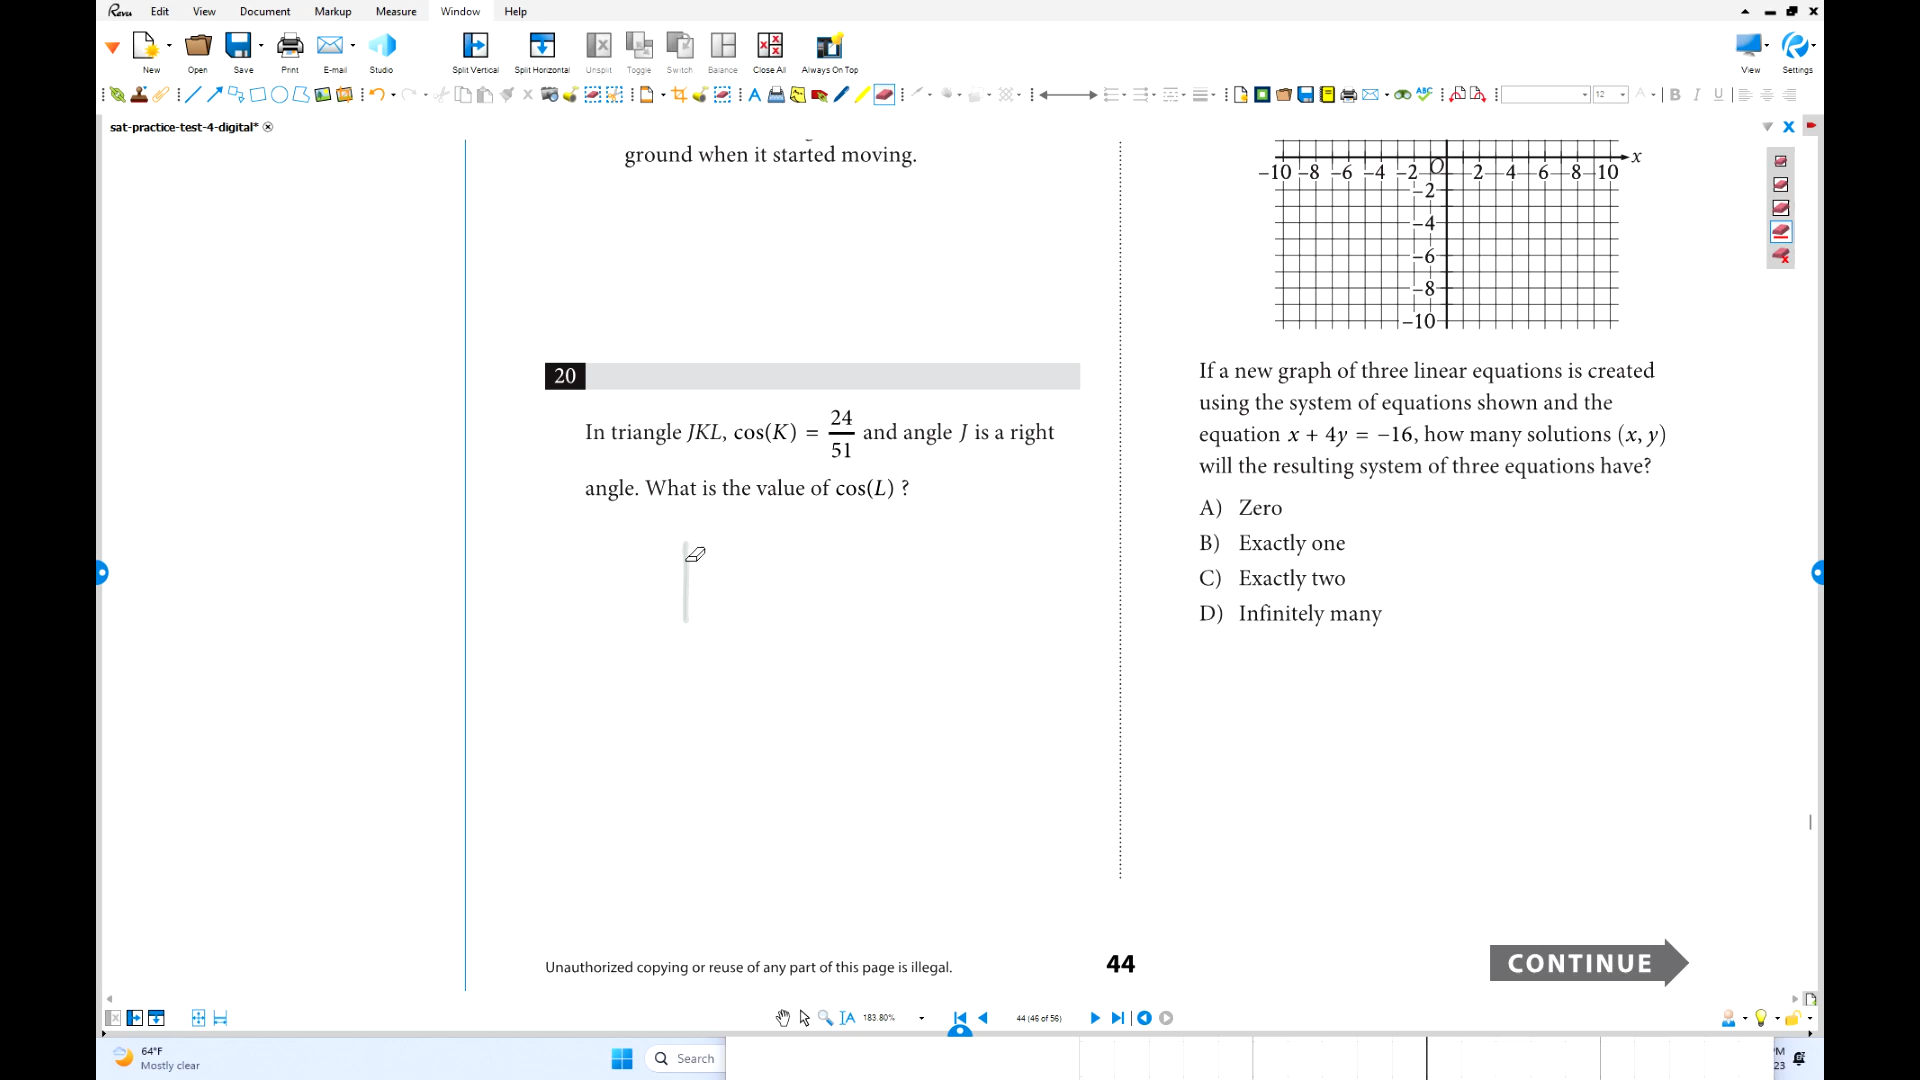 Revu Edit View Document Markup Measure Window Help
New Open Save Print E-mail Studio Split Vertical Split Horizontal Unsplit Toggle Switch Balance Close All Always On Top View Settings
12
sat-practice-test-4-digital*
ground when it started moving.
20
In triangle JKL, cos(K) = 24/51 and angle J is a right
angle. What is the value of cos(L) ?
x
O
−10 −8 −6 −4 −2 2 4 6 8 10
−2
−4
−6
−8
−10
If a new graph of three linear equations is created
using the system of equations shown and the
equation x + 4y = −16, how many solutions (x, y)
will the resulting system of three equations have?
A) Zero
B) Exactly one
C) Exactly two
D) Infinitely many
Unauthorized copying or reuse of any part of this page is illegal.
44
CONTINUE
183.80%
44 (46 of 56)
64°F
Mostly clear
Search